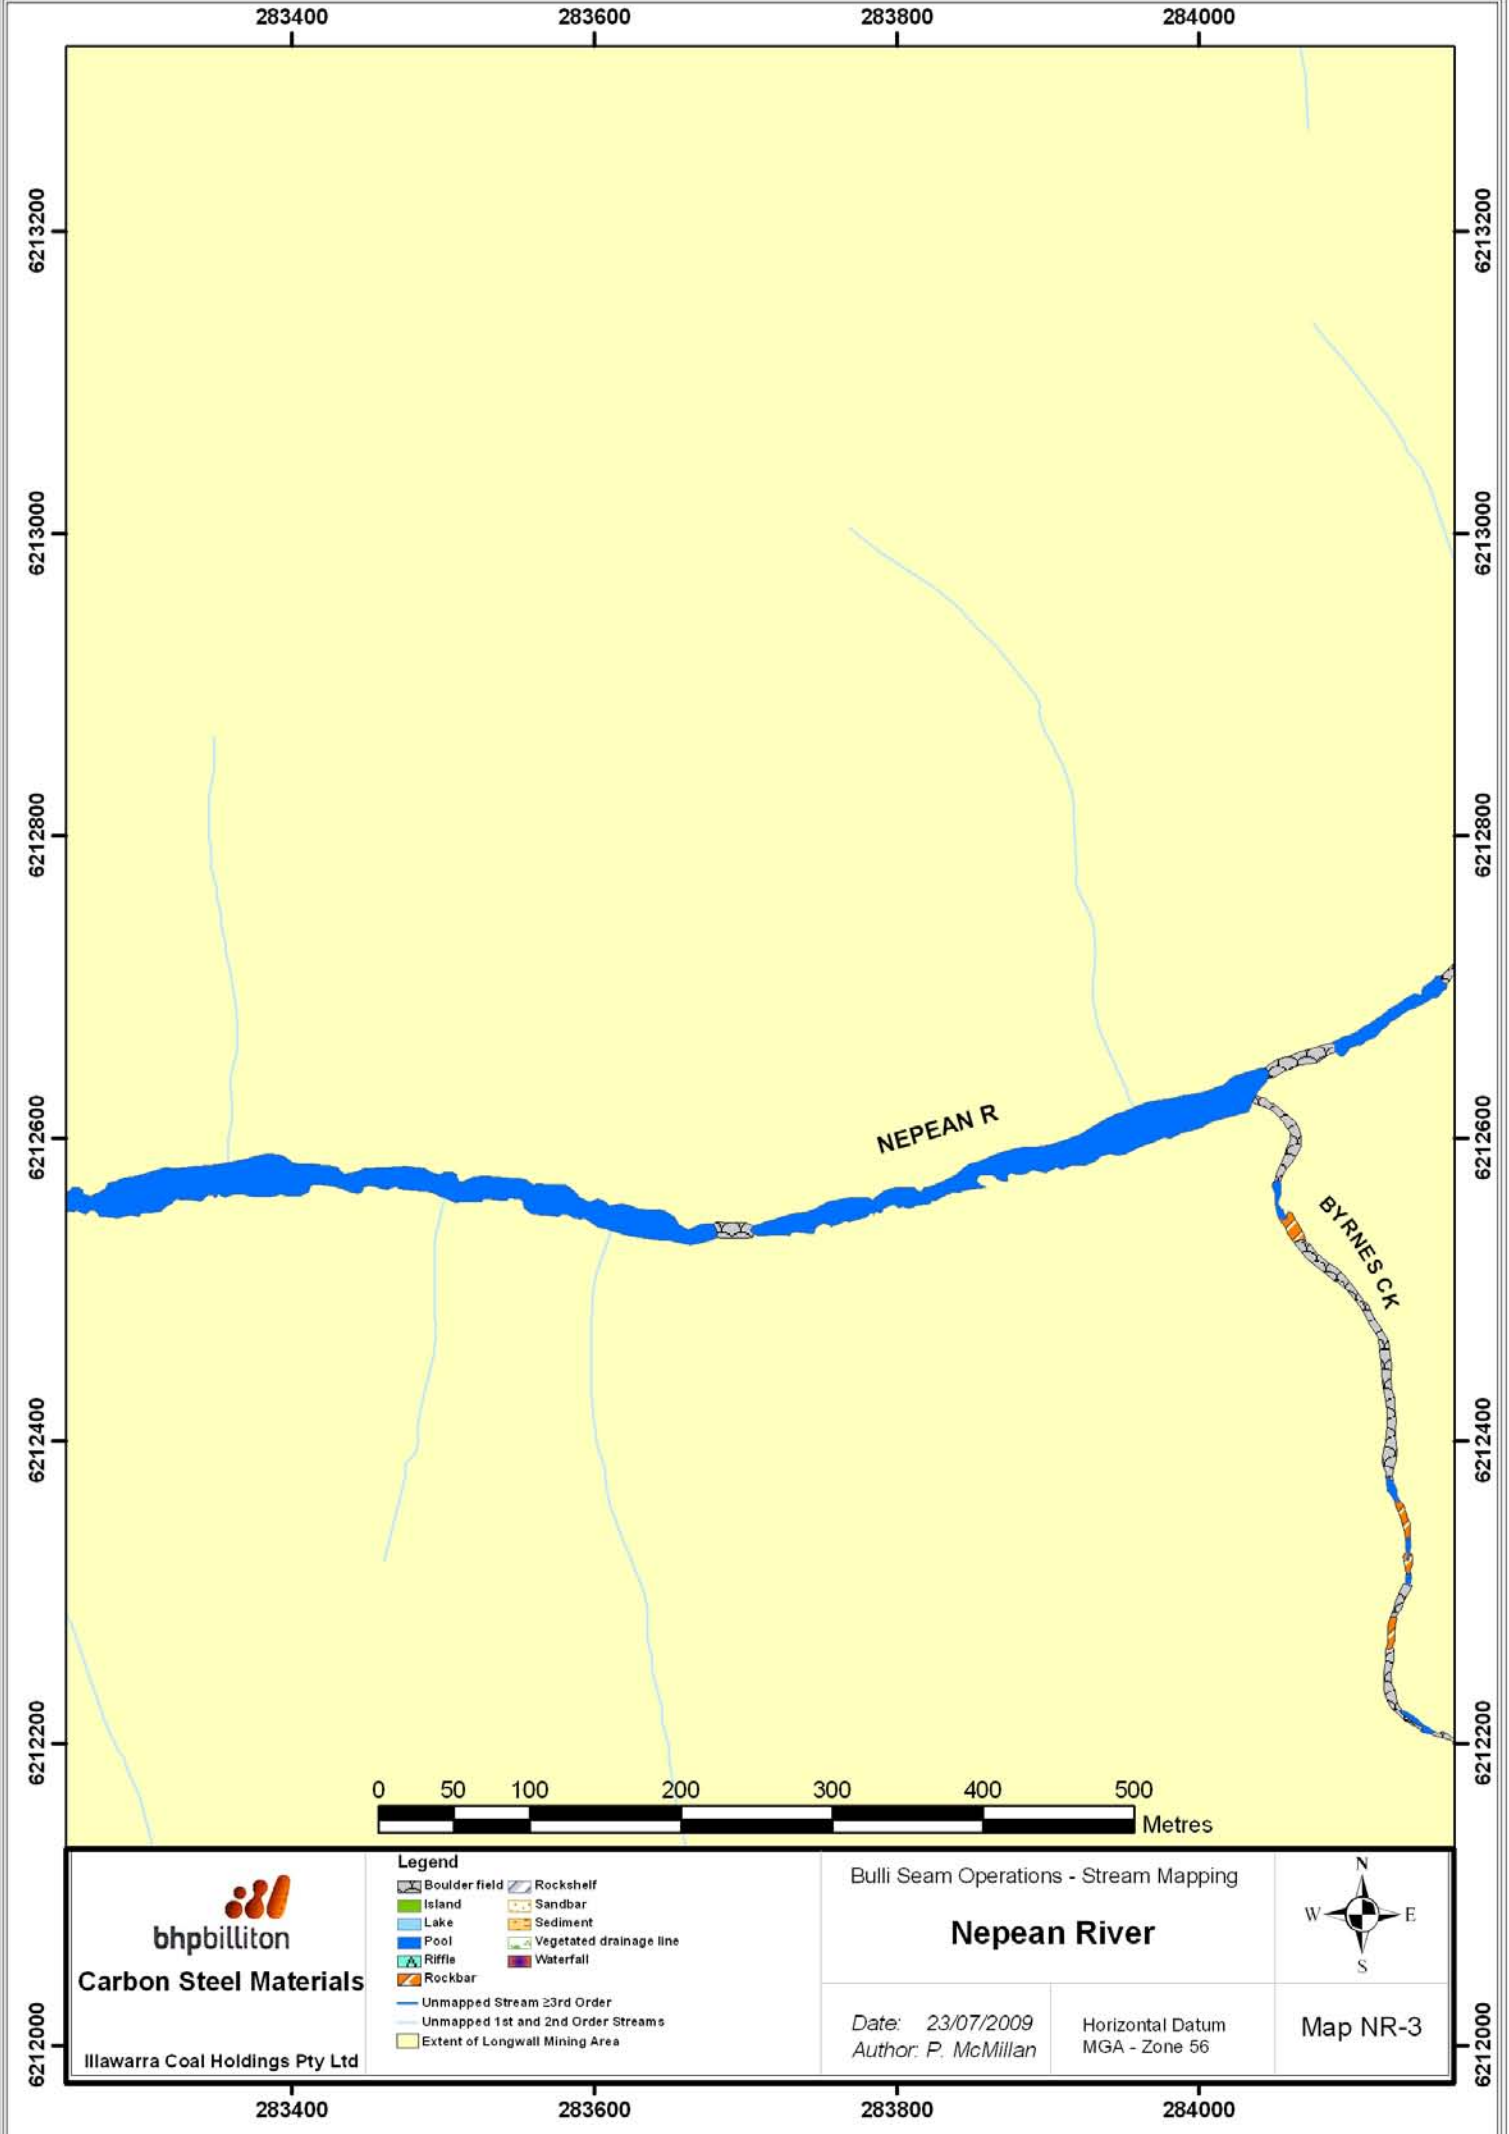 283400 283600 283800 284000
6213200 6213200
6213000 6213000
6212800 6212800
6212600 6212600
NEPEAN R
BYRNES CK
6212400 6212400
6212200 6212200
0 50 100 200 300 400 500
Metres
bhpbilliton
Carbon Steel Materials
Illawarra Coal Holdings Pty Ltd
Legend
Boulder field
Island
Lake
Pool
Riffle
Rockbar
Rockshelf
Sandbar
Sediment
Vegetated drainage line
Waterfall
Unmapped Stream ≥3rd Order
Unmapped 1st and 2nd Order Streams
Extent of Longwall Mining Area
Bulli Seam Operations - Stream Mapping
Nepean River
Date: 23/07/2009
Author: P. McMillan
Horizontal Datum
MGA - Zone 56
N
W E
S
Map NR-3
6212000 6212000
283400 283600 283800 284000